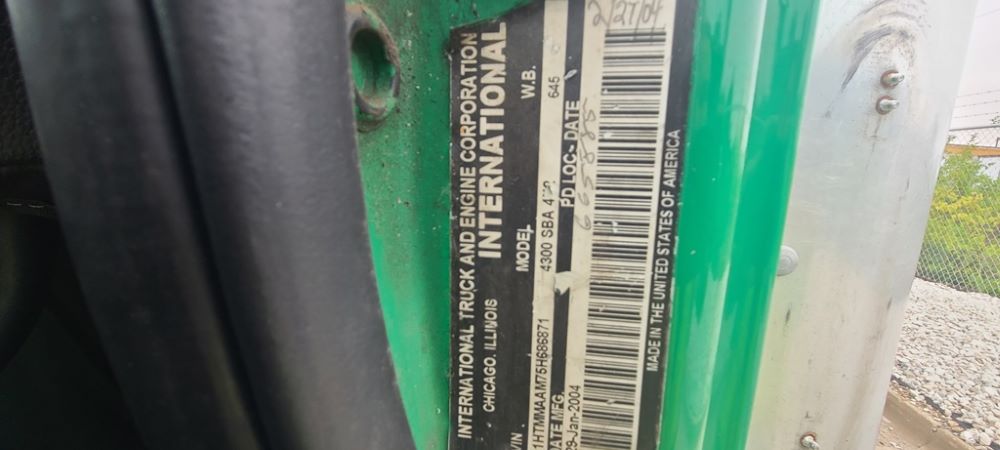 INTERNATIONAL TRUCK AND ENGINE CORPORATION
CHICAGO, ILLINOIS INTERNATIONAL
VIN MODEL W.B.
1HTMMAAM75H686871 4300 SBA 645
DATE MFG. PD LOC - DATE
29-Jan-2004
2/27/04
MADE IN THE UNITED STATES OF AMERICA